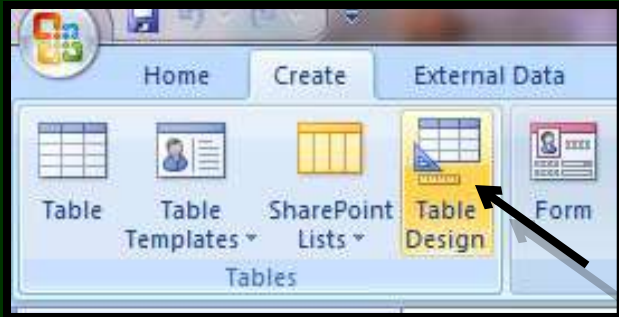 Home Create External Data
Table Table SharePoint Table Form
Templates Lists Design
Tables